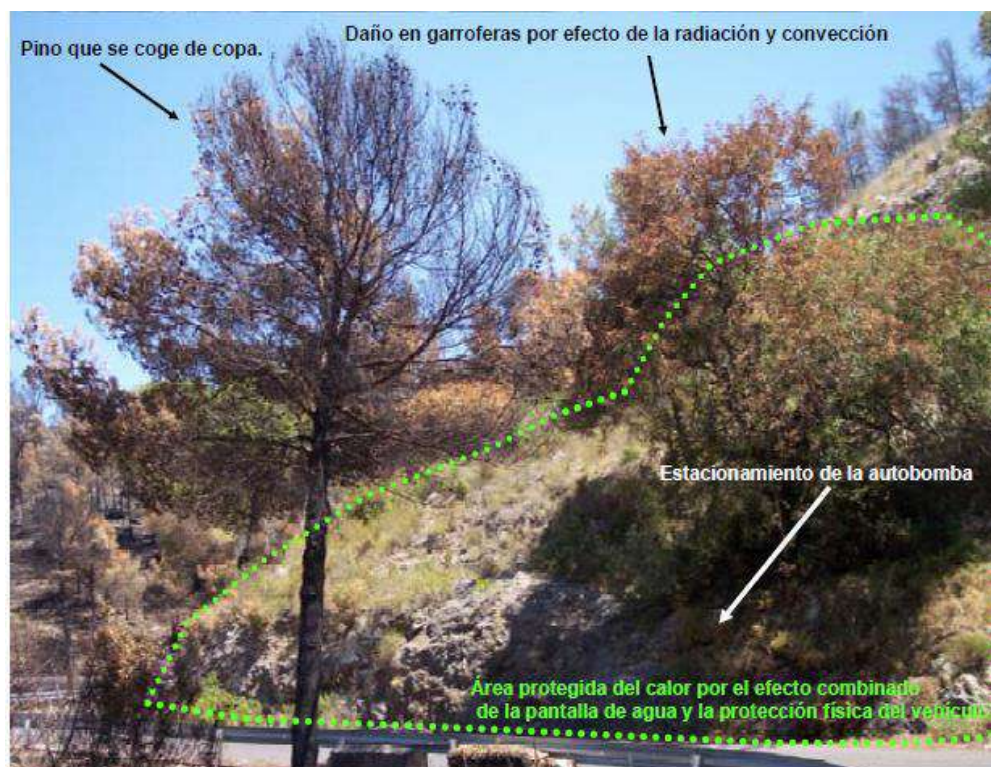 Pino que se coge de copa.
Daño en garroferas por efecto de la radiación y convección
Estacionamiento de la autobomba
Área protegida del calor por el efecto combinado
de la pantalla de agua y la protección física del vehículo